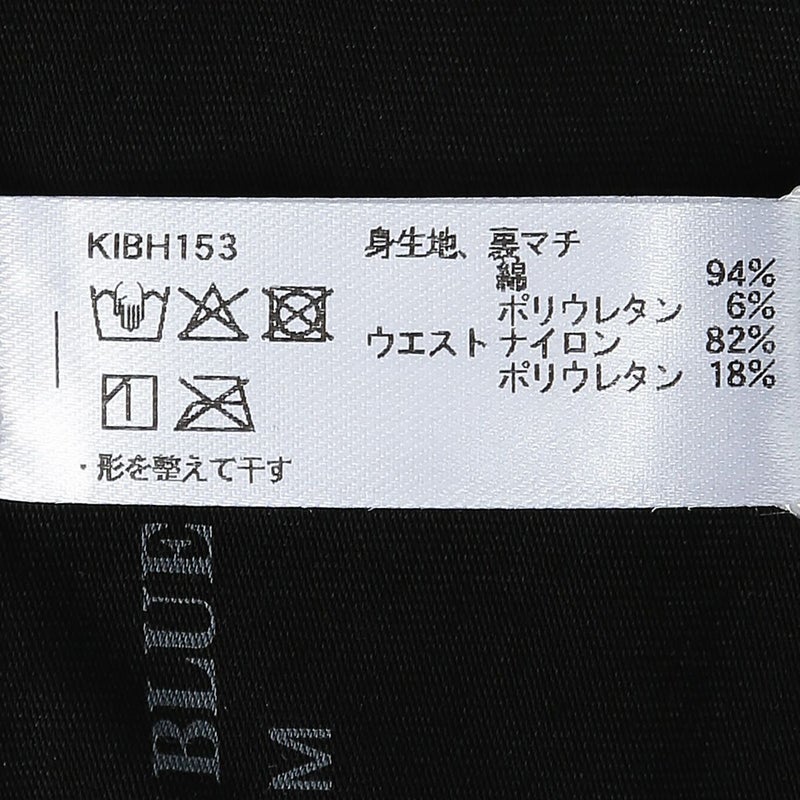 KIBH153
・形を整えて干す
身生地、裏マチ
綿 94%
ポリウレタン 6%
ウエスト ナイロン 82%
ポリウレタン 18%
BLUE
M